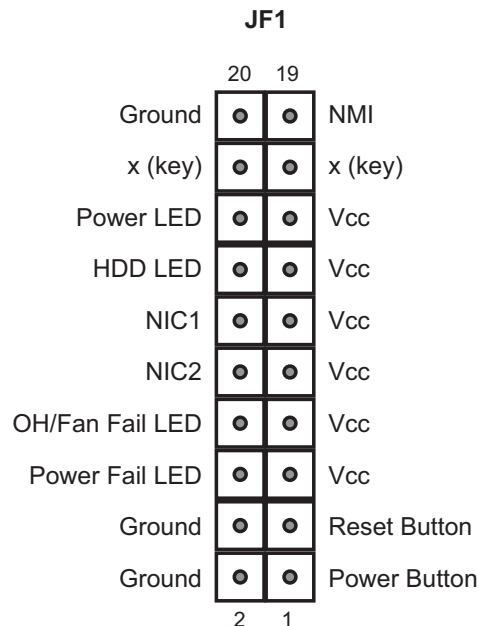 JF1
20 19
Ground NMI
x (key) x (key)
Power LED Vcc
HDD LED Vcc
NIC1 Vcc
NIC2 Vcc
OH/Fan Fail LED Vcc
Power Fail LED Vcc
Ground Reset Button
Ground Power Button
2 1